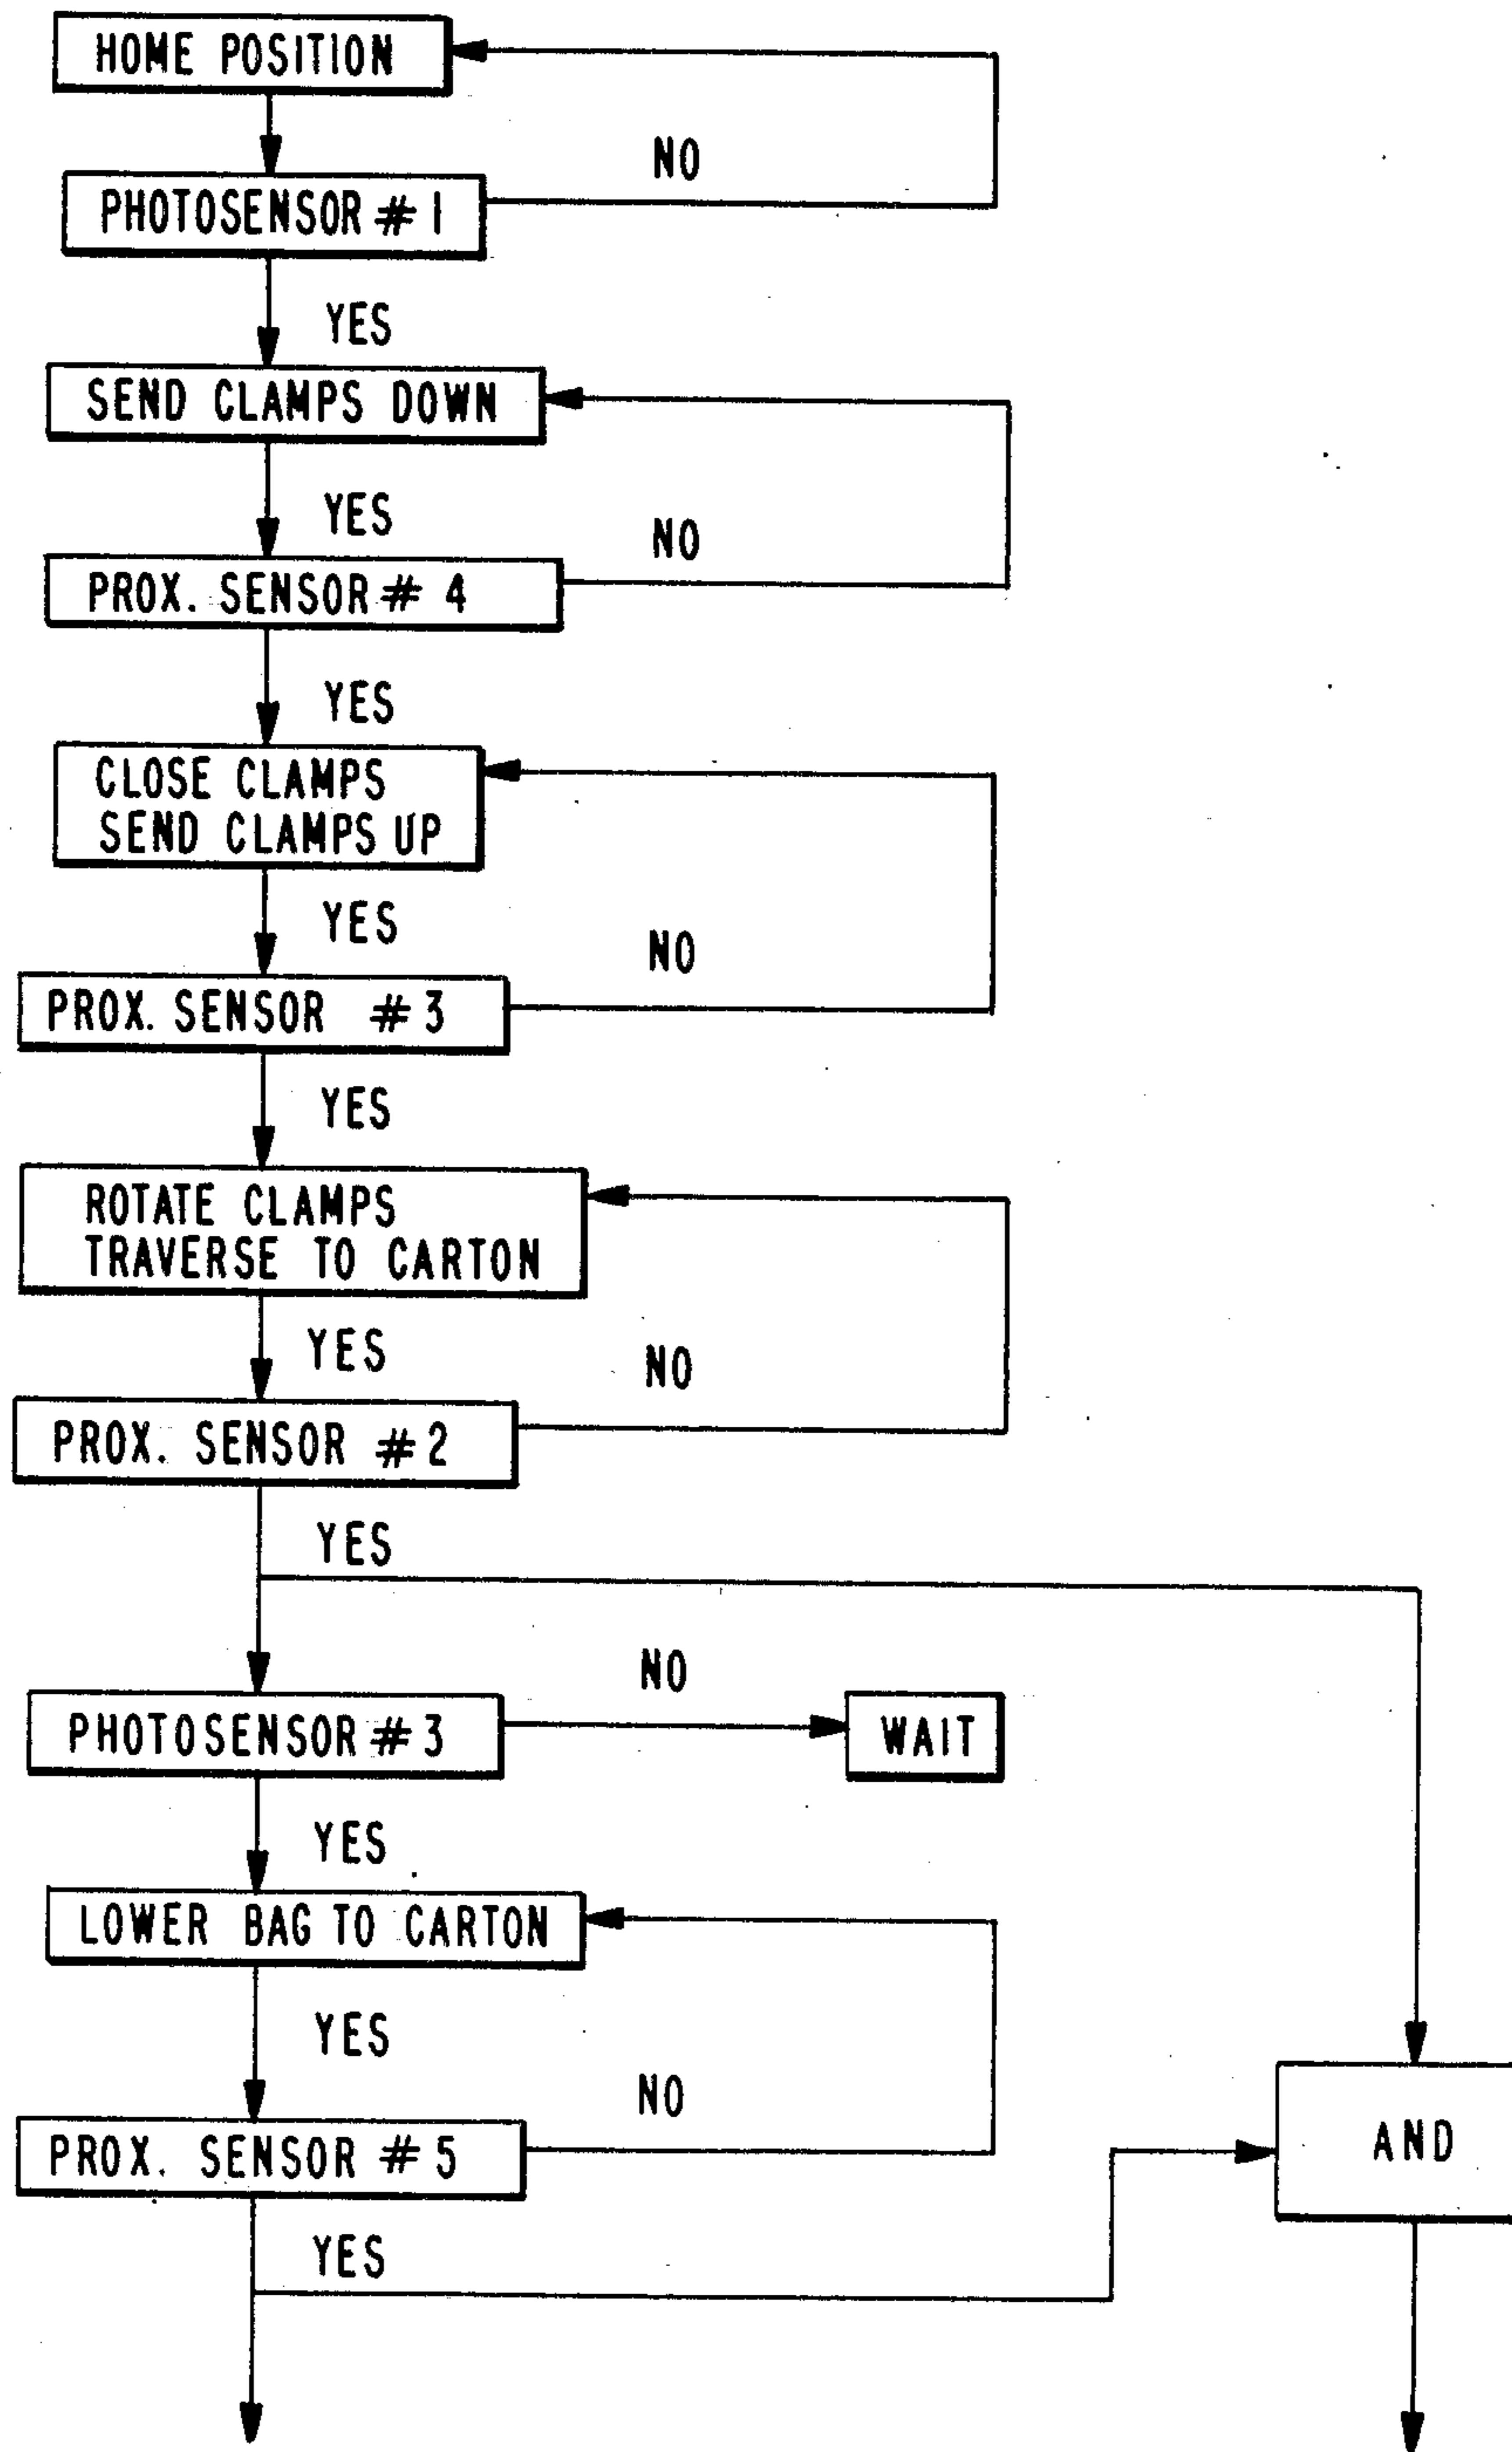 HOME POSITION
NO
PHOTOSENSOR # 1
YES
SEND CLAMPS DOWN
YES
NO
PROX. SENSOR # 4
YES
CLOSE CLAMPS
SEND CLAMPS UP
YES
NO
PROX. SENSOR # 3
YES
ROTATE CLAMPS
TRAVERSE TO CARTON
YES
NO
PROX. SENSOR # 2
YES
NO
PHOTOSENSOR # 3
WAIT
YES
LOWER BAG TO CARTON
YES
NO
PROX. SENSOR # 5
AND
YES